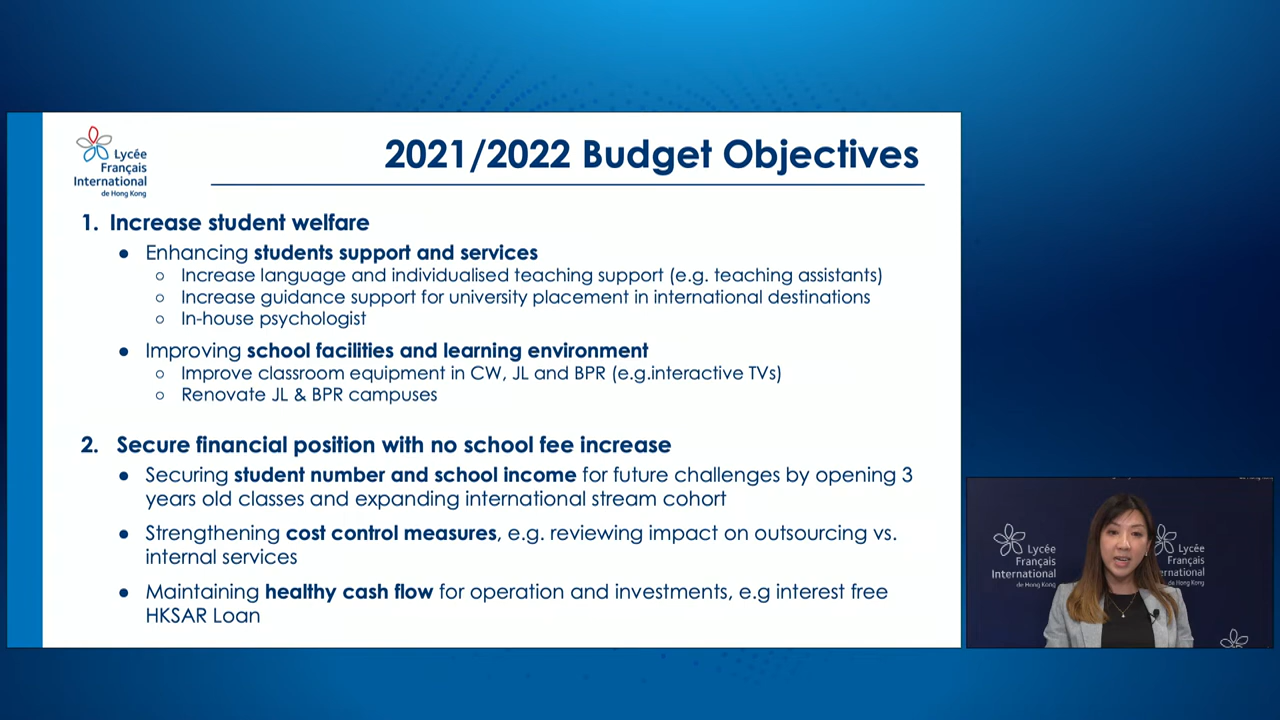 Lycée
Français
International
de Hong Kong
2021/2022 Budget Objectives
1. Increase student welfare
● Enhancing students support and services
○ Increase language and individualised teaching support (e.g. teaching assistants)
○ Increase guidance support for university placement in international destinations
○ In-house psychologist
● Improving school facilities and learning environment
○ Improve classroom equipment in CW, JL and BPR (e.g.interactive TVs)
○ Renovate JL & BPR campuses
2. Secure financial position with no school fee increase
● Securing student number and school income for future challenges by opening 3
years old classes and expanding international stream cohort
● Strengthening cost control measures, e.g. reviewing impact on outsourcing vs.
internal services
● Maintaining healthy cash flow for operation and investments, e.g interest free
HKSAR Loan
Lycée
Français
International
de Hong Kong
Lycée
Français
International
de Hong Kong